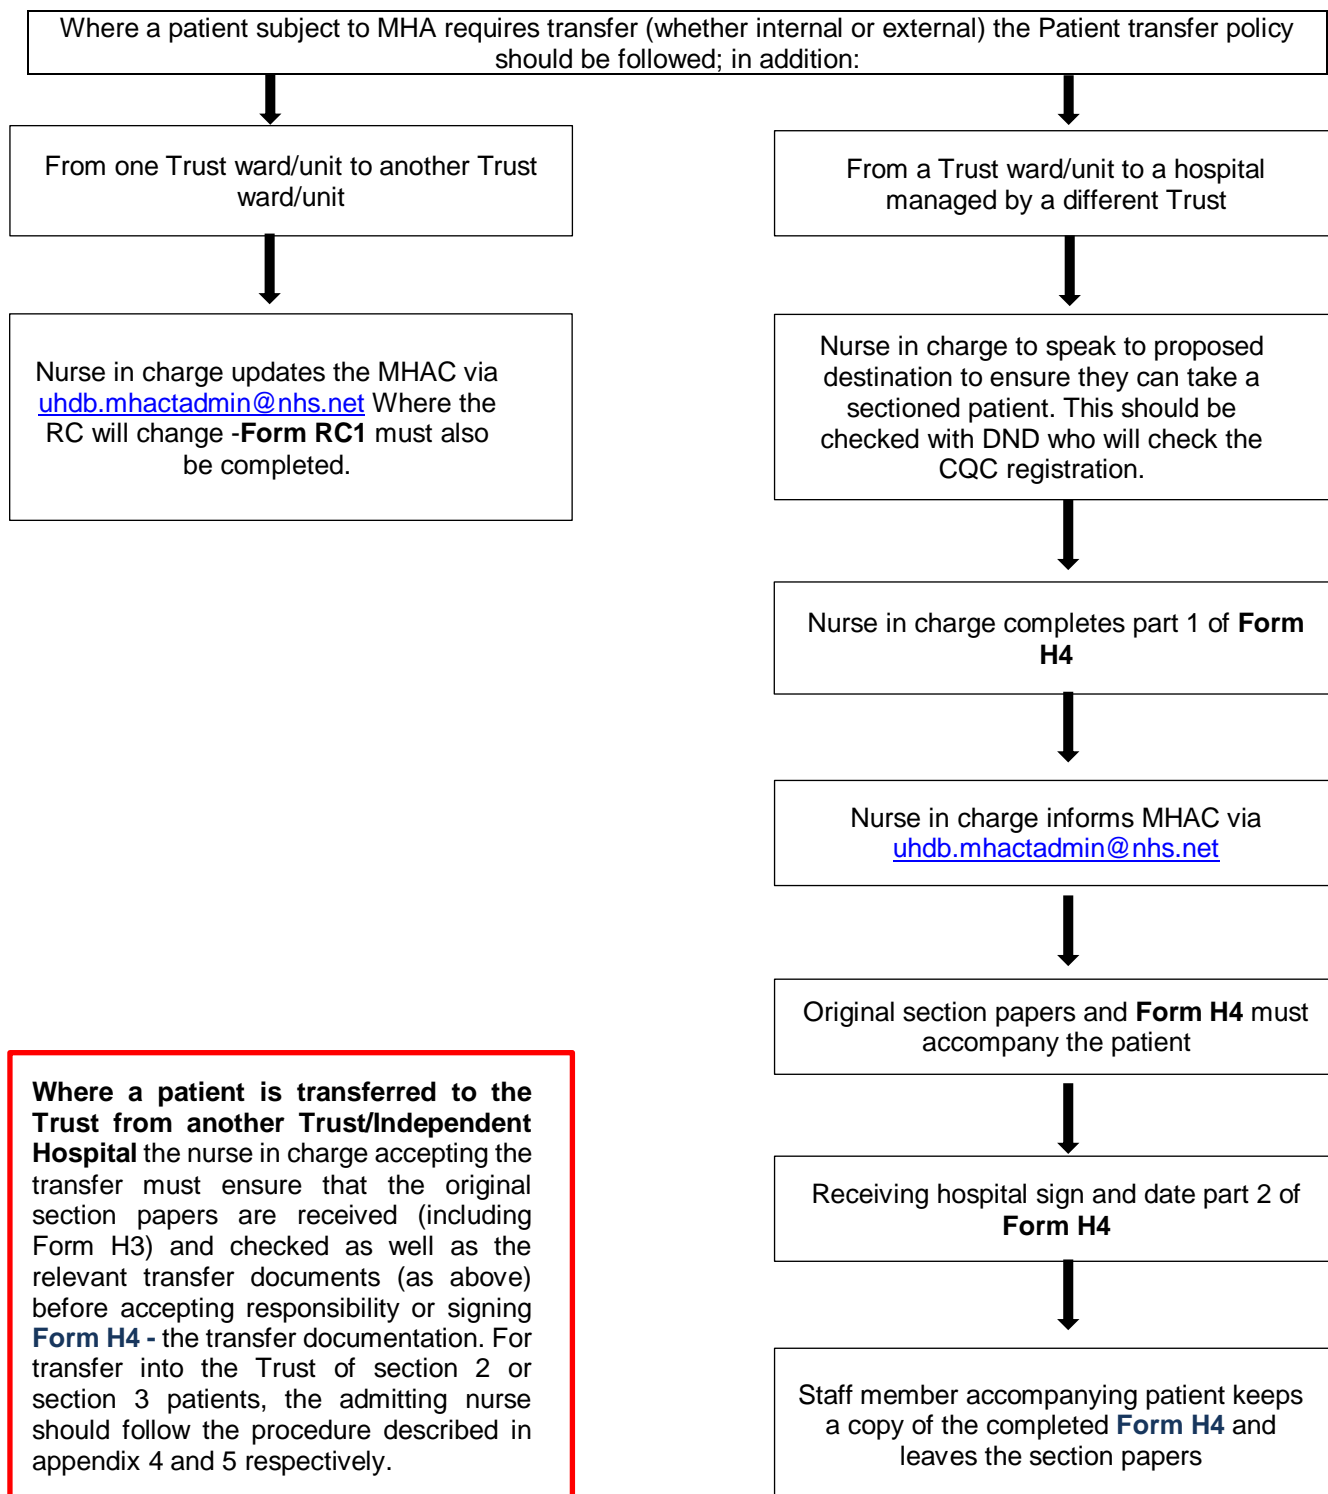 Where a patient subject to MHA requires transfer (whether internal or external) the Patient transfer policy
should be followed; in addition:
From one Trust ward/unit to another Trust
ward/unit
Nurse in charge updates the MHAC via
uhdb.mhactadmin@nhs.net Where the
RC will change -Form RC1 must also
be completed.
From a Trust ward/unit to a hospital
managed by a different Trust
Nurse in charge to speak to proposed
destination to ensure they can take a
sectioned patient. This should be
checked with DND who will check the
CQC registration.
Nurse in charge completes part 1 of Form
H4
Nurse in charge informs MHAC via
uhdb.mhactadmin@nhs.net
Original section papers and Form H4 must
accompany the patient
Receiving hospital sign and date part 2 of
Form H4
Staff member accompanying patient keeps
a copy of the completed Form H4 and
leaves the section papers
Where a patient is transferred to the
Trust from another Trust/Independent
Hospital the nurse in charge accepting the
transfer must ensure that the original
section papers are received (including
Form H3) and checked as well as the
relevant transfer documents (as above)
before accepting responsibility or signing
Form H4 - the transfer documentation. For
transfer into the Trust of section 2 or
section 3 patients, the admitting nurse
should follow the procedure described in
appendix 4 and 5 respectively.